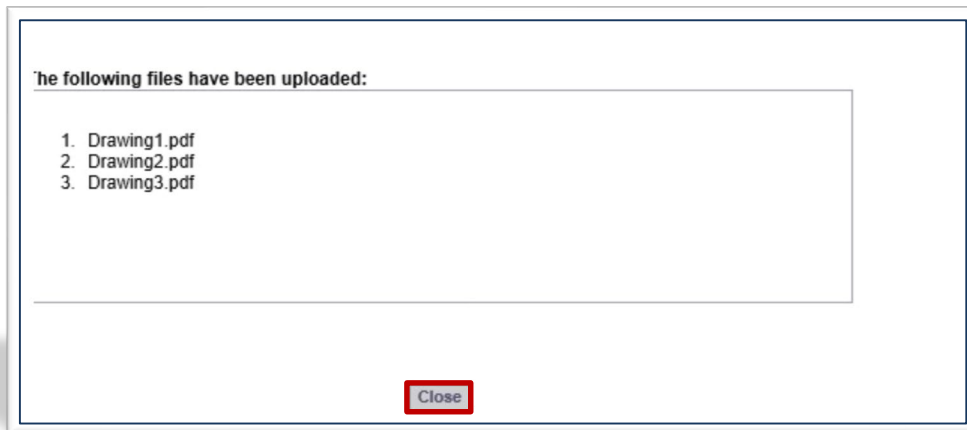 he following files have been uploaded:
1. Drawing1.pdf
2. Drawing2.pdf
3. Drawing3.pdf
Close